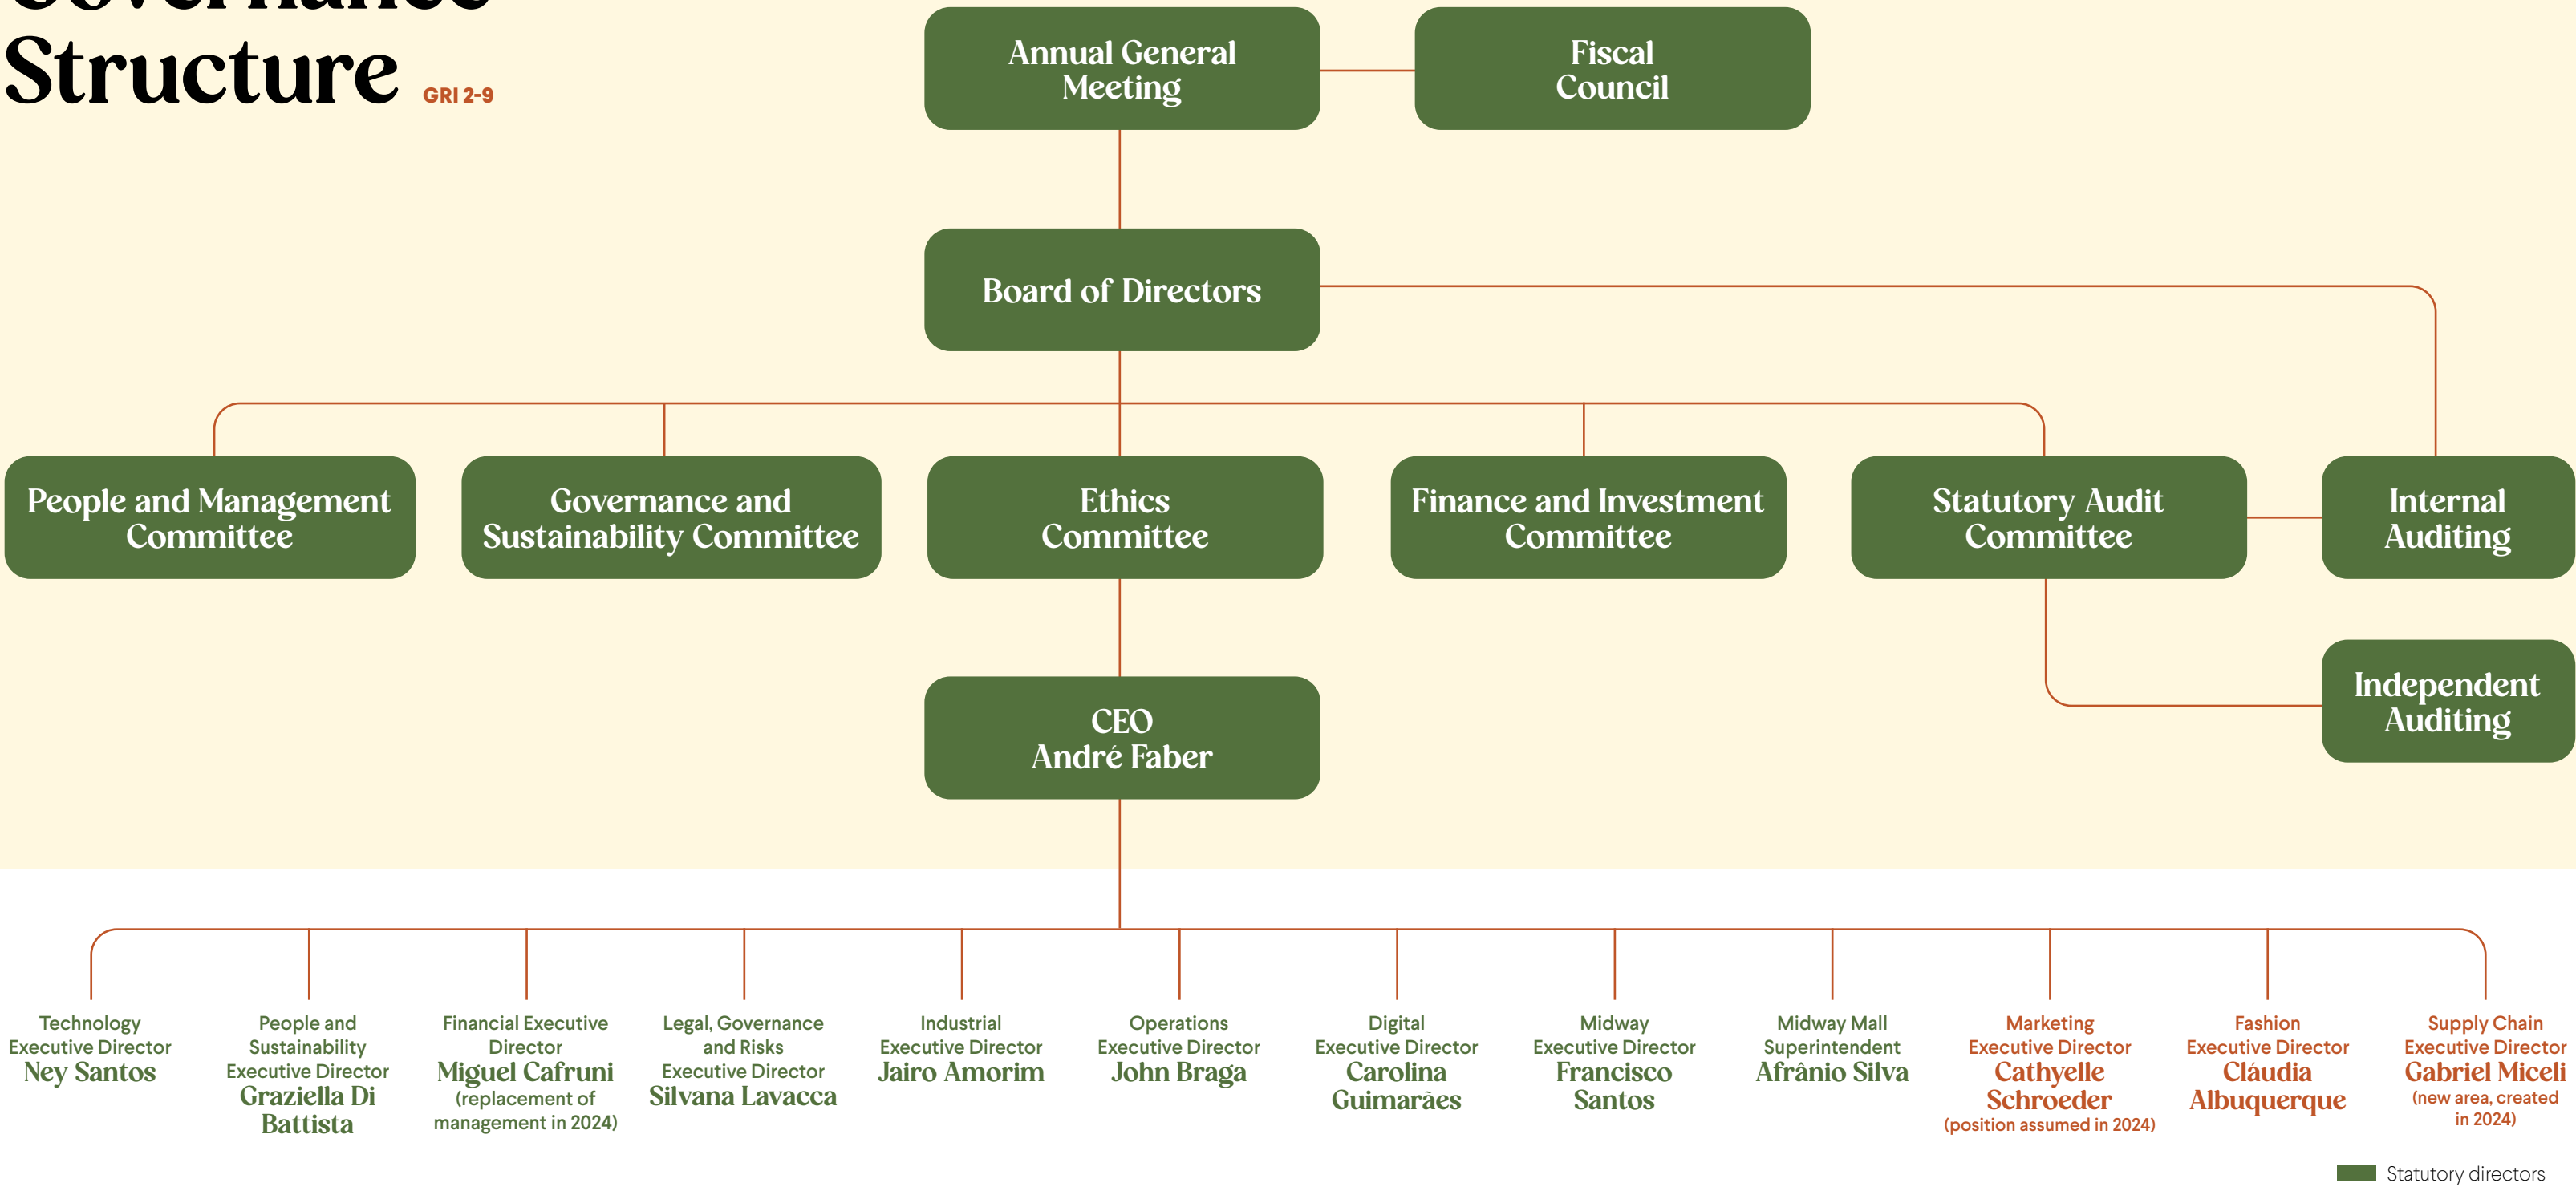 Governance
Structure GRI 2-9
Annual General
Meeting
Fiscal
Council
Board of Directors
People and Management
Committee
Governance and
Sustainability Committee
Ethics
Committee
Finance and Investment
Committee
Statutory Audit
Committee
Internal
Auditing
Independent
Auditing
CEO
André Faber
Technology
Executive Director
Ney Santos
People and
Sustainability
Executive Director
Graziella Di
Battista
Financial Executive
Director
Miguel Cafruni
(replacement of
management in 2024)
Legal, Governance
and Risks
Executive Director
Silvana Lavacca
Industrial
Executive Director
Jairo Amorim
Operations
Executive Director
John Braga
Digital
Executive Director
Carolina
Guimarães
Midway
Executive Director
Francisco
Santos
Midway Mall
Superintendent
Afrânio Silva
Marketing
Executive Director
Cathyelle
Schroeder
(position assumed in 2024)
Fashion
Executive Director
Cláudia
Albuquerque
Supply Chain
Executive Director
Gabriel Miceli
(new area, created
in 2024)
Statutory directors